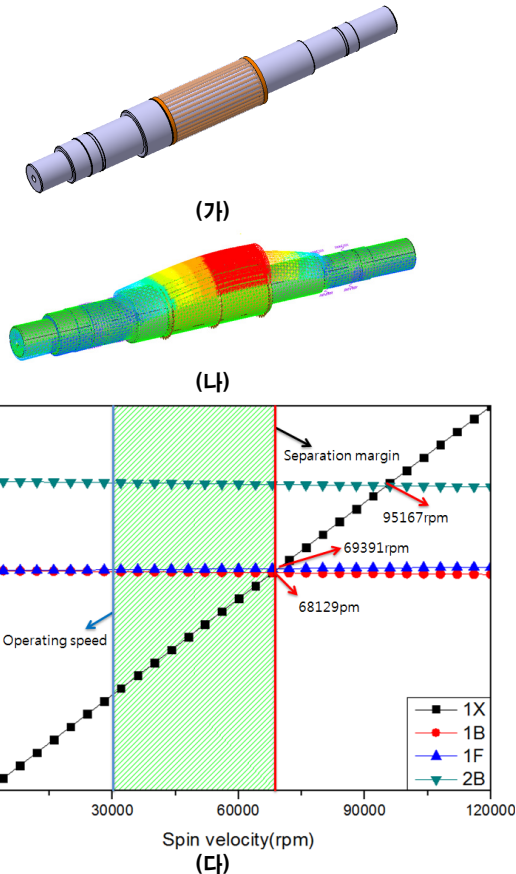 (가)
(나)
Separation margin
95167rpm
69391rpm
68129pm
Operating speed
1X
1B
1F
2B
30000 60000 90000 120000
Spin velocity(rpm)
(다)